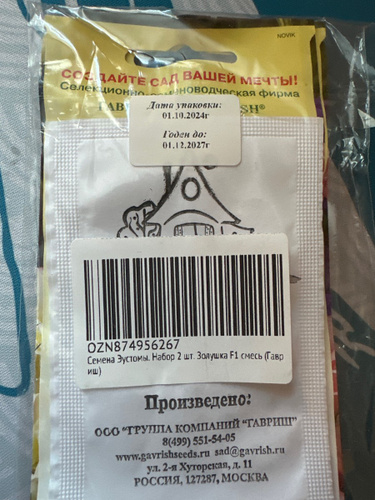 NOVIK
СОЗДАЙТЕ САД ВАШЕЙ МЕЧТЫ!
фирма
Дата упаковки:
01.10.2024г
Годен до:
01.12.2027г
OZN874956267
Семена Эустомы. Набор 2 шт. Золушка F1 смесь (Гавр
иш)
Произведено:
ООО "ГРУППА КОМПАНИЙ "ГАВРИШ"
8(499) 551-54-05
www.gavrishseeds.ru sad@gavrish.ru
ул. 2-я Хуторская, д. 11
РОССИЯ, 127287, МОСКВА